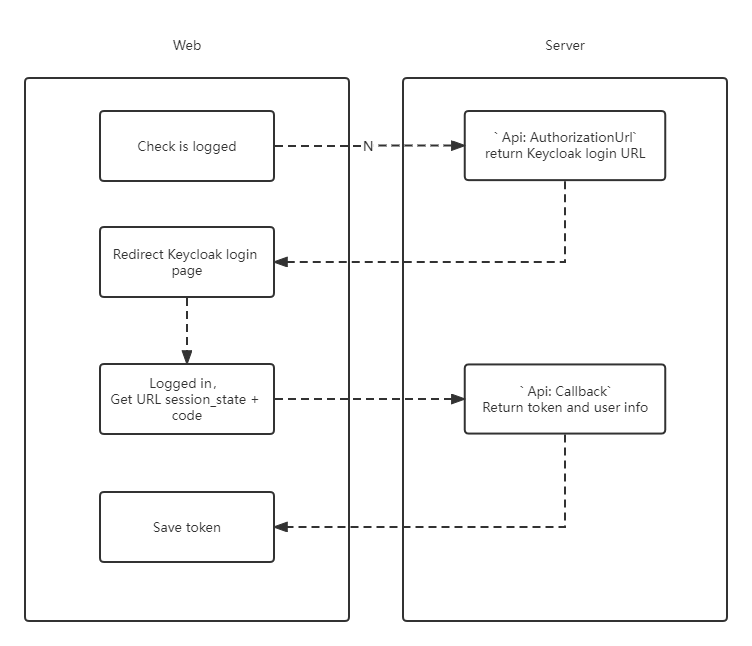 Web
Server
Check is logged
N
` Api: AuthorizationUrl`
return Keycloak login URL
Redirect Keycloak login
page
Logged in,
Get URL session_state +
code
` Api: Callback`
Return token and user info
Save token